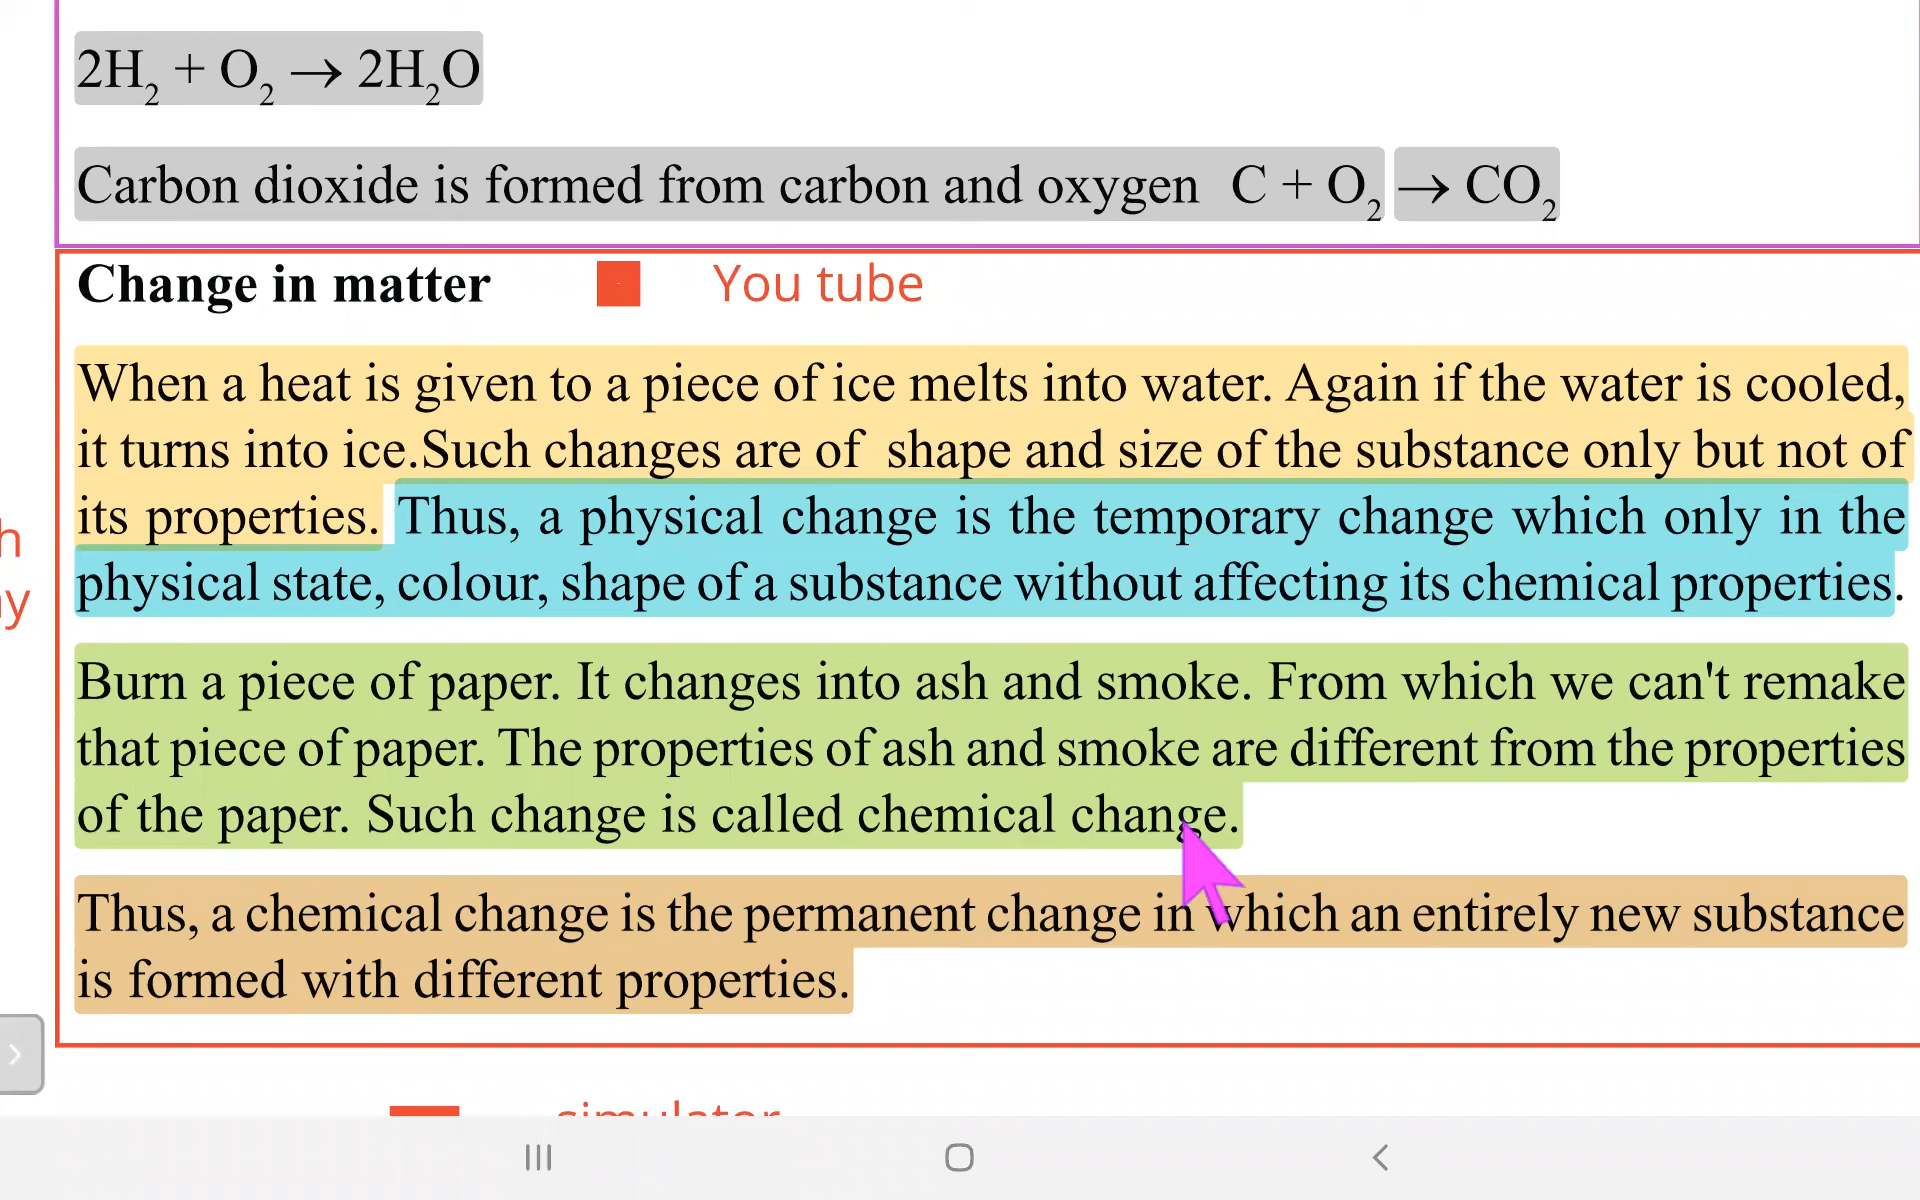 2H₂ + O₂ → 2H₂O
Carbon dioxide is formed from carbon and oxygen C + O₂ → CO₂
Change in matter You tube
When a heat is given to a piece of ice melts into water. Again if the water is cooled,
it turns into ice.Such changes are of shape and size of the substance only but not of
its properties. Thus, a physical change is the temporary change which only in the
physical state, colour, shape of a substance without affecting its chemical properties.
Burn a piece of paper. It changes into ash and smoke. From which we can't remake
that piece of paper. The properties of ash and smoke are different from the properties
of the paper. Such change is called chemical change.
Thus, a chemical change is the permanent change in which an entirely new substance
is formed with different properties.
simulator